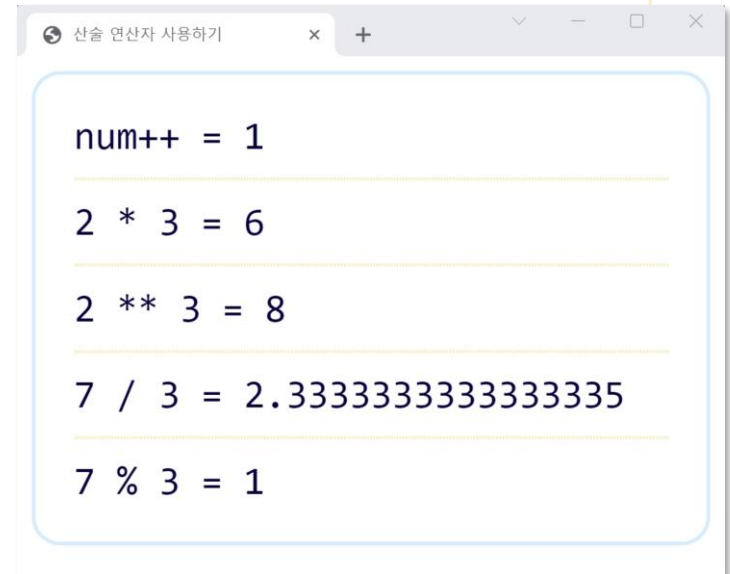 산술 연산자 사용하기
num++ = 1
2 * 3 = 6
2 ** 3 = 8
7 / 3 = 2.3333333333333335
7 % 3 = 1